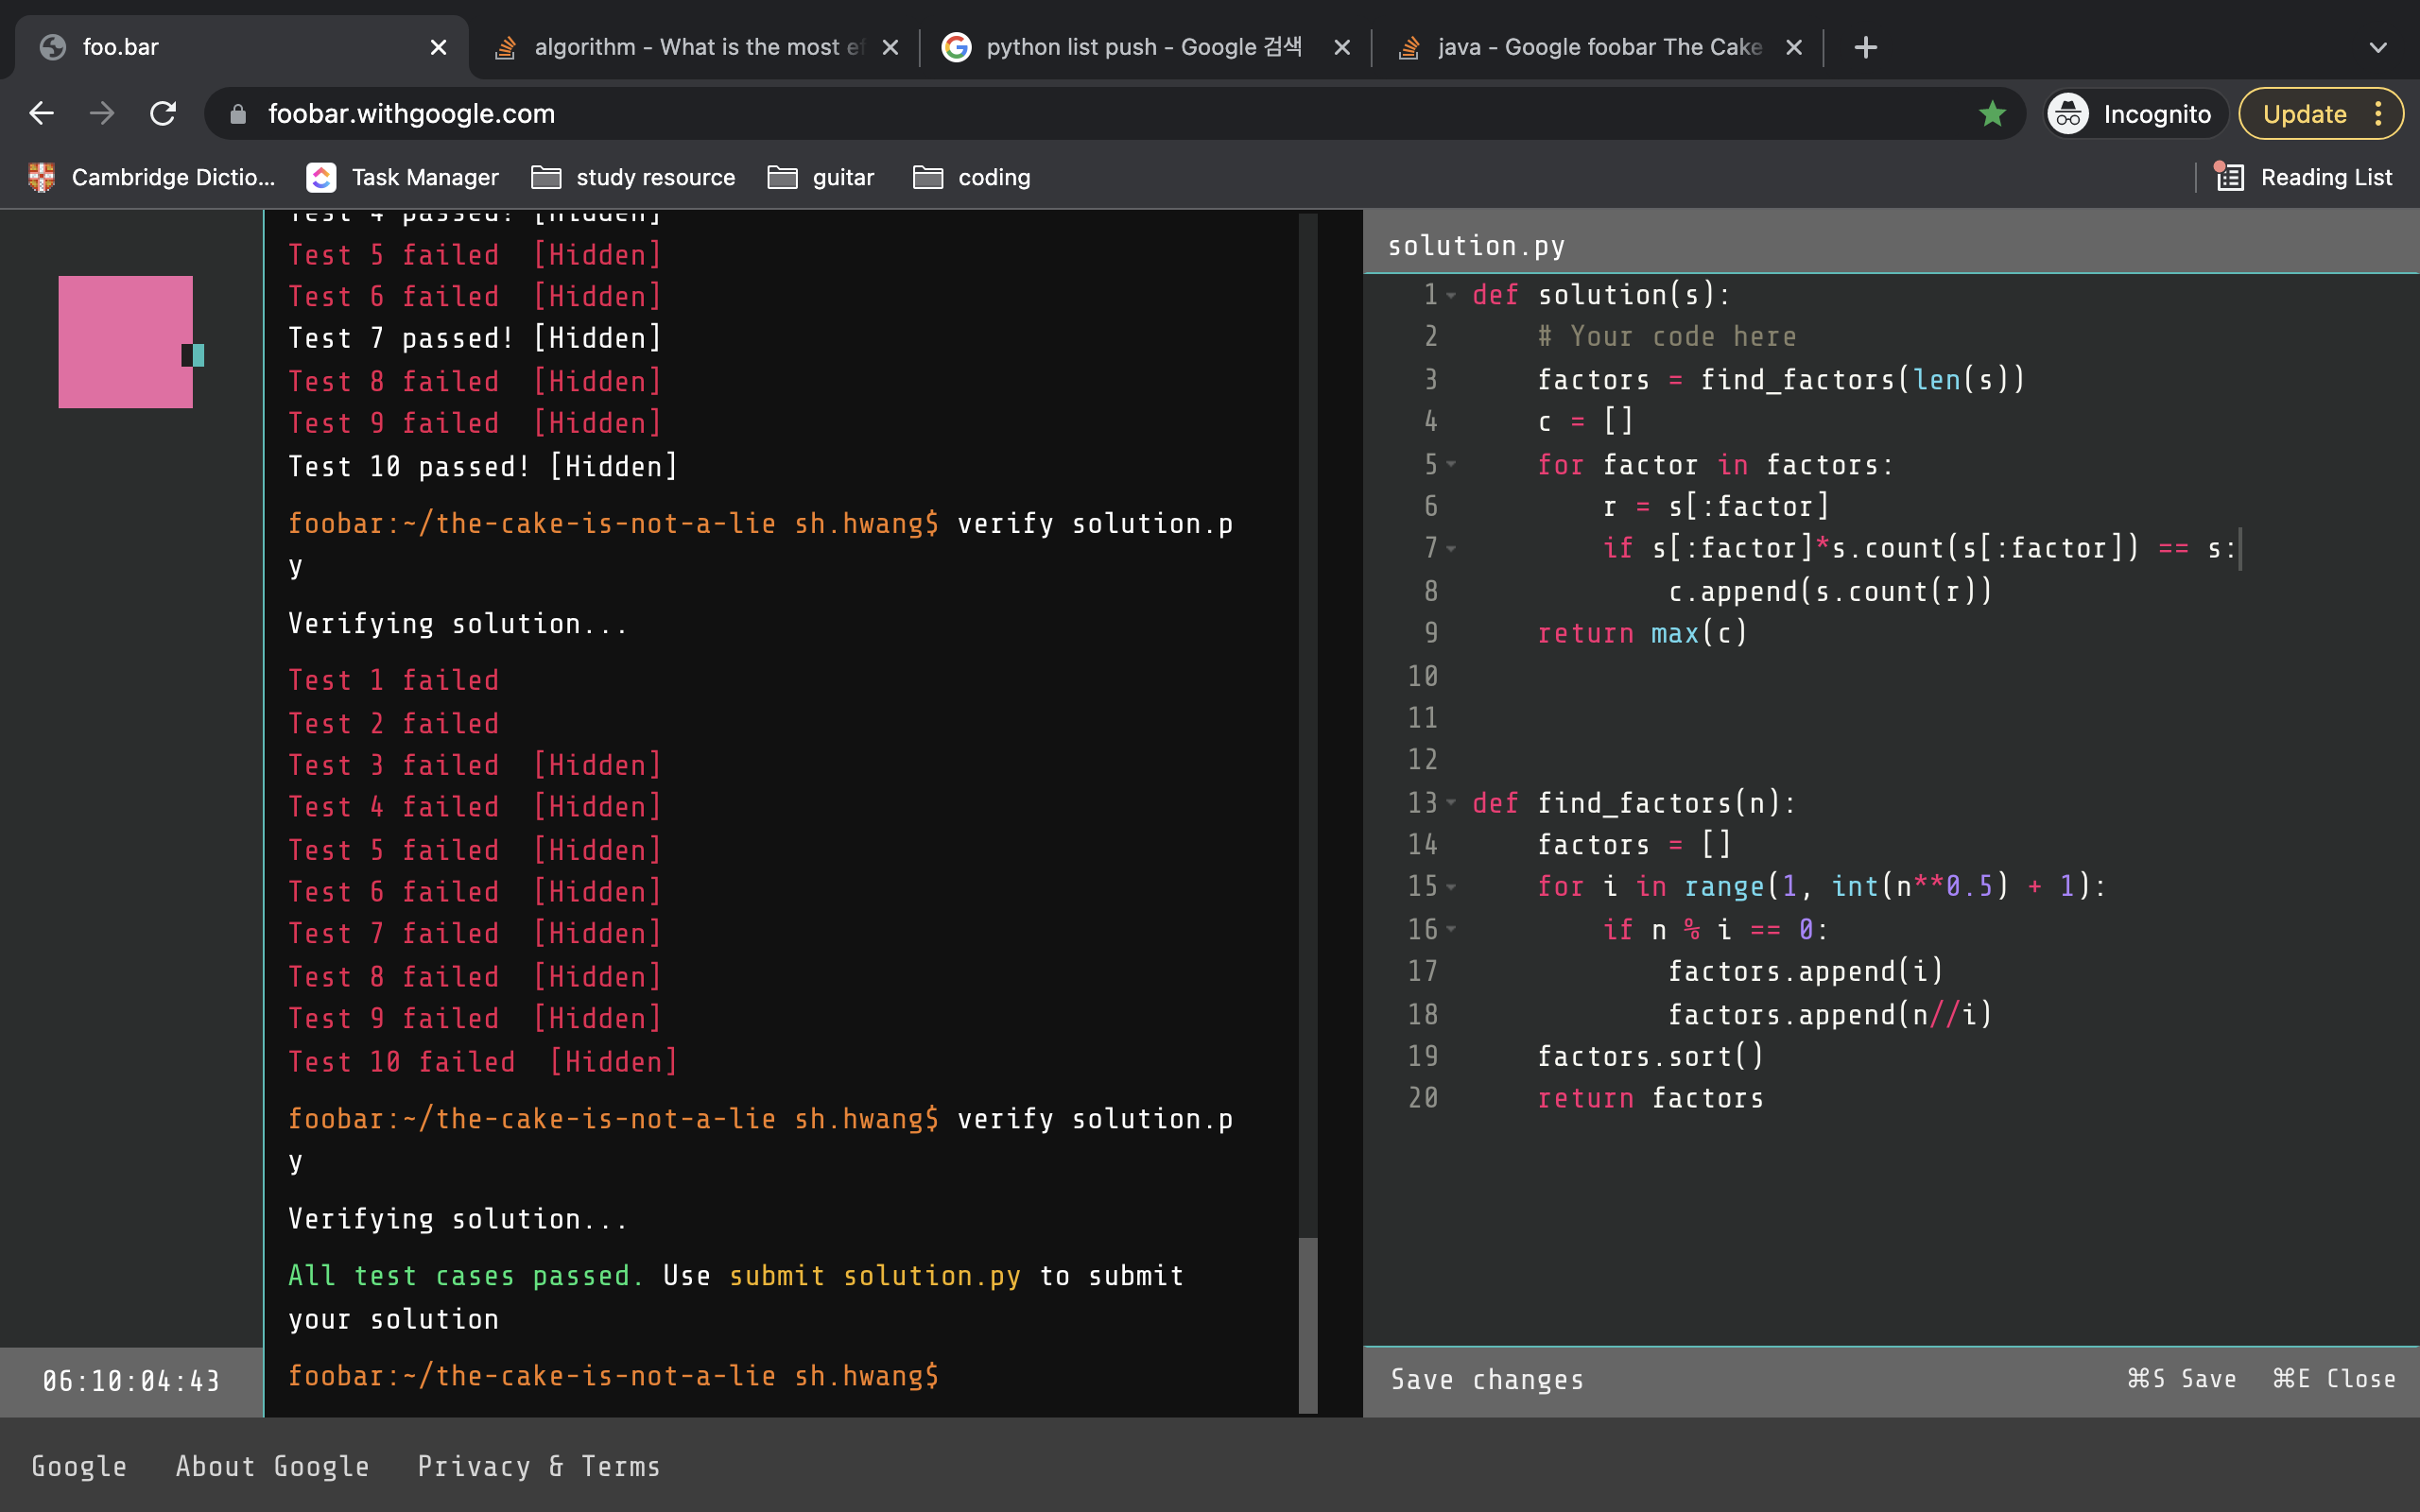 foo.bar
algorithm - What is the most ef
python list push - Google 검색
java - Google foobar The Cake
foobar.withgoogle.com
Incognito
Update
Cambridge Dictio...
Task Manager
study resource
guitar
coding
Reading List
Test 4 passed! [Hidden]
Test 5 failed  [Hidden]
Test 6 failed  [Hidden]
Test 7 passed! [Hidden]
Test 8 failed  [Hidden]
Test 9 failed  [Hidden]
Test 10 passed! [Hidden]
foobar:~/the-cake-is-not-a-lie sh.hwang$ verify solution.p
y
Verifying solution...
Test 1 failed
Test 2 failed
Test 3 failed  [Hidden]
Test 4 failed  [Hidden]
Test 5 failed  [Hidden]
Test 6 failed  [Hidden]
Test 7 failed  [Hidden]
Test 8 failed  [Hidden]
Test 9 failed  [Hidden]
Test 10 failed  [Hidden]
foobar:~/the-cake-is-not-a-lie sh.hwang$ verify solution.p
y
Verifying solution...
All test cases passed. Use submit solution.py to submit
your solution
foobar:~/the-cake-is-not-a-lie sh.hwang$
06:10:04:43
solution.py
1 def solution(s):
2     # Your code here
3     factors = find_factors(len(s))
4     c = []
5     for factor in factors:
6         r = s[:factor]
7         if s[:factor]*s.count(s[:factor]) == s:
8             c.append(s.count(r))
9     return max(c)
10
11
12
13 def find_factors(n):
14     factors = []
15     for i in range(1, int(n**0.5) + 1):
16         if n % i == 0:
17             factors.append(i)
18             factors.append(n//i)
19     factors.sort()
20     return factors
Save changes
⌘S Save
⌘E Close
Google
About Google
Privacy & Terms